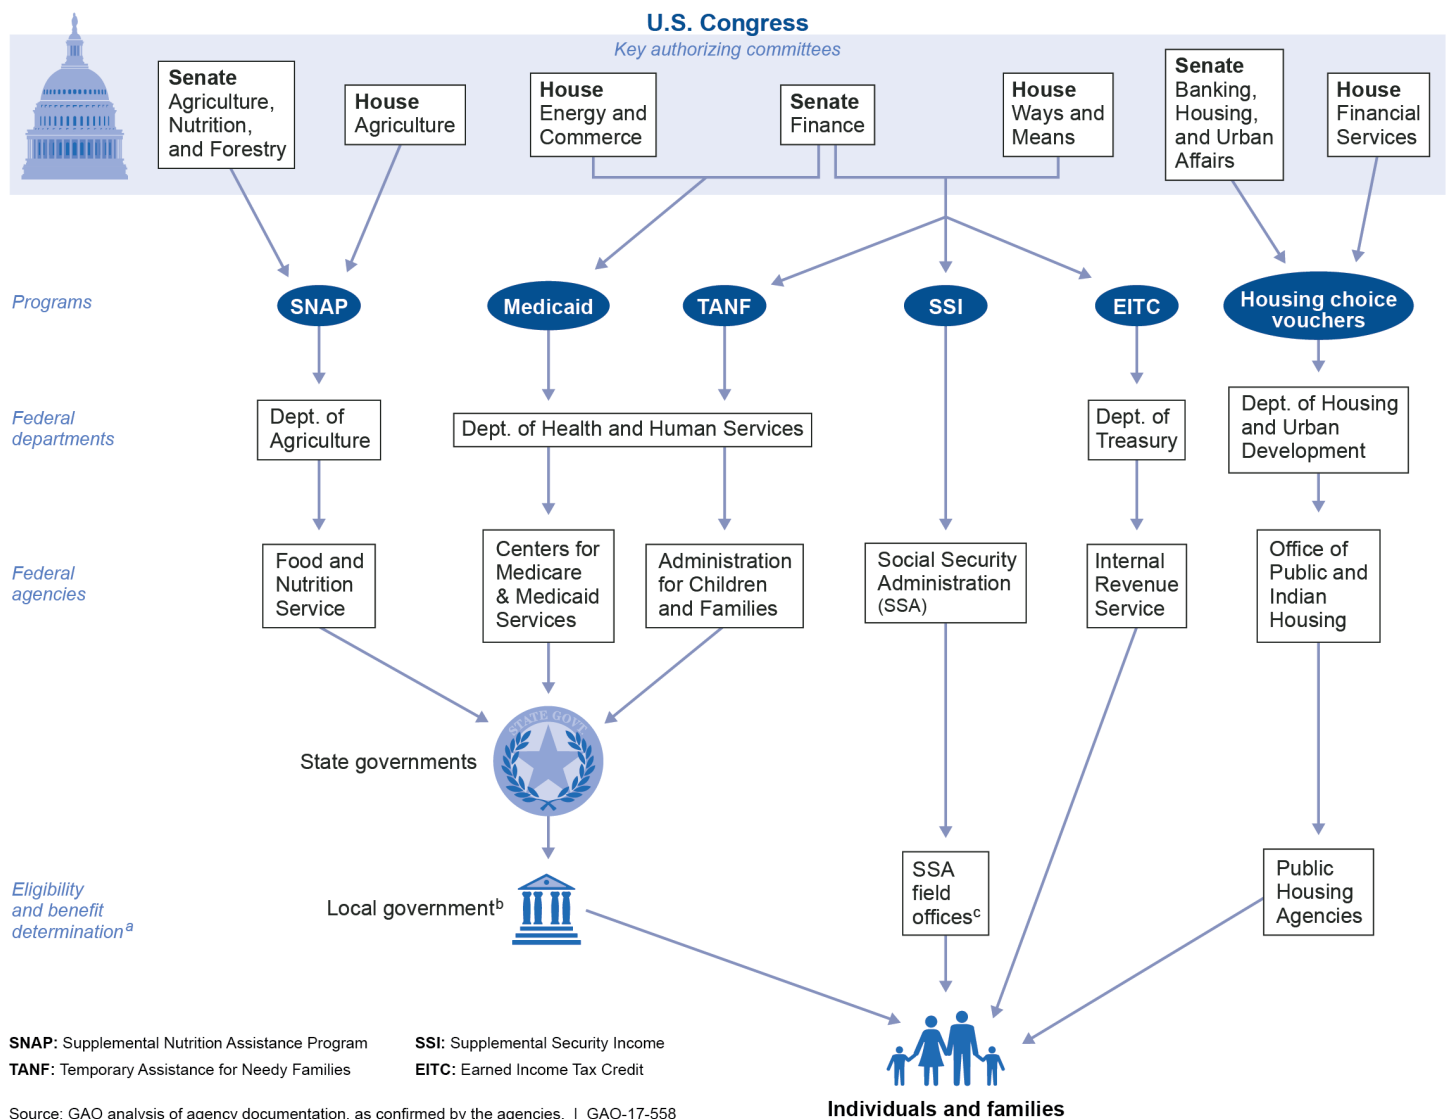 U.S. Congress
Key authorizing committees
Senate
Agriculture,
Nutrition,
and Forestry
House
Agriculture
House
Energy and
Commerce
Senate
Finance
House
Ways and
Means
Senate
Banking,
Housing,
and Urban
Affairs
House
Financial
Services
Programs
SNAP
Medicaid
TANF
SSI
EITC
Housing choice
vouchers
Federal
departments
Dept. of
Agriculture
Dept. of Health and Human Services
Dept. of
Treasury
Dept. of Housing
and Urban
Development
Federal
agencies
Food and
Nutrition
Service
Centers for
Medicare
& Medicaid
Services
Administration
for Children
and Families
Social Security
Administration
(SSA)
Internal
Revenue
Service
Office of
Public and
Indian
Housing
State governments
STATE GOVT
Eligibility
and benefit
determinationa
Local governmentb
SSA
field
officesc
Public
Housing
Agencies
SNAP: Supplemental Nutrition Assistance Program
SSI: Supplemental Security Income
TANF: Temporary Assistance for Needy Families
EITC: Earned Income Tax Credit
Individuals and families
Source: GAO analysis of agency documentation, as confirmed by the agencies. | GAO-17-558